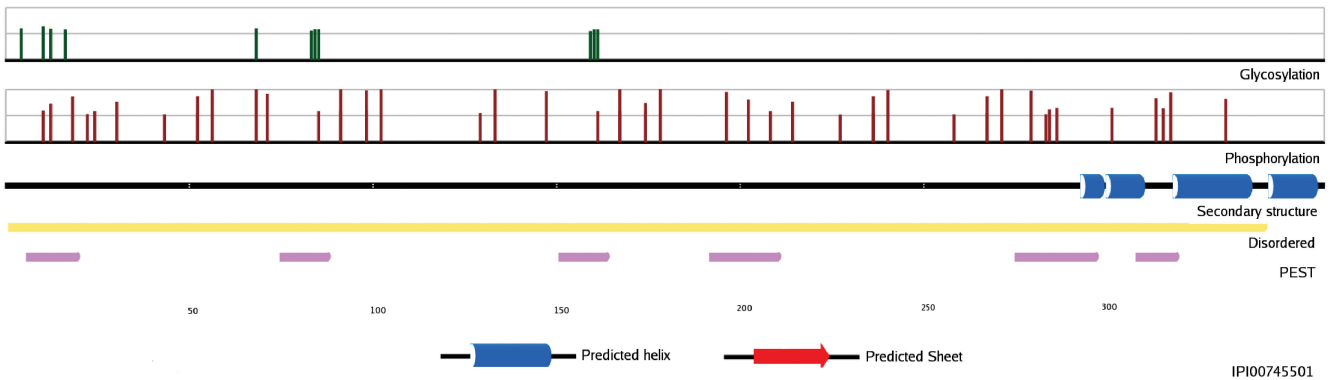 Glycosylation
Phosphorylation
Secondary structure
Disordered
PEST
50 100 150 200 250 300
Predicted helix Predicted Sheet
IPI00745501